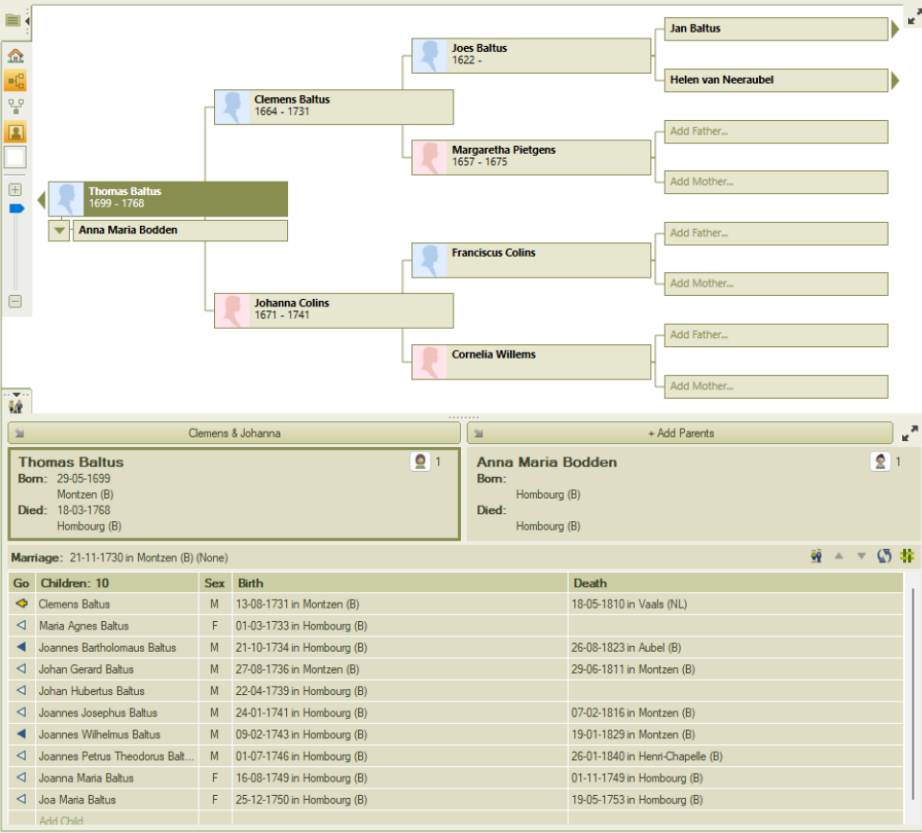 Jan Baltus
Joes Baltus
1622 -
Helen van Neeraubel
Clemens Baltus
1664 - 1731
Add Father...
Margaretha Pietgens
1657 - 1675
Add Mother...
Thomas Baltus
1699 - 1768
Anna Maria Bodden
Add Father...
Franciscus Colins
Add Mother...
Johanna Colins
1671 - 1741
Add Father...
Cornelia Willems
Add Mother...
Clemens & Johanna
+ Add Parents
Thomas Baltus 1
Born: 29-05-1699
Montzen (B)
Died: 18-03-1768
Hombourg (B)
Anna Maria Bodden 1
Born:
Hombourg (B)
Died:
Hombourg (B)
Marriage: 21-11-1730 in Montzen (B) (None)
Go Children: 10 Sex Birth Death
Clemens Baltus M 13-08-1731 in Montzen (B) 18-05-1810 in Vaals (NL)
Maria Agnes Baltus F 01-03-1733 in Hombourg (B)
Joannes Bartholomaus Baltus M 21-10-1734 in Hombourg (B) 26-08-1823 in Aubel (B)
Johan Gerard Baltus M 27-08-1736 in Montzen (B) 29-06-1811 in Montzen (B)
Johan Hubertus Baltus M 22-04-1739 in Hombourg (B)
Joannes Josephus Baltus M 24-01-1741 in Hombourg (B) 07-02-1816 in Montzen (B)
Joannes Wilhelmus Baltus M 09-02-1743 in Hombourg (B) 19-01-1829 in Montzen (B)
Joannes Petrus Theodorus Balt... M 01-07-1746 in Hombourg (B) 26-01-1840 in Henri-Chapelle (B)
Joanna Maria Baltus F 16-08-1749 in Hombourg (B) 01-11-1749 in Hombourg (B)
Joa Maria Baltus F 25-12-1750 in Hombourg (B) 19-05-1753 in Hombourg (B)
Add Child